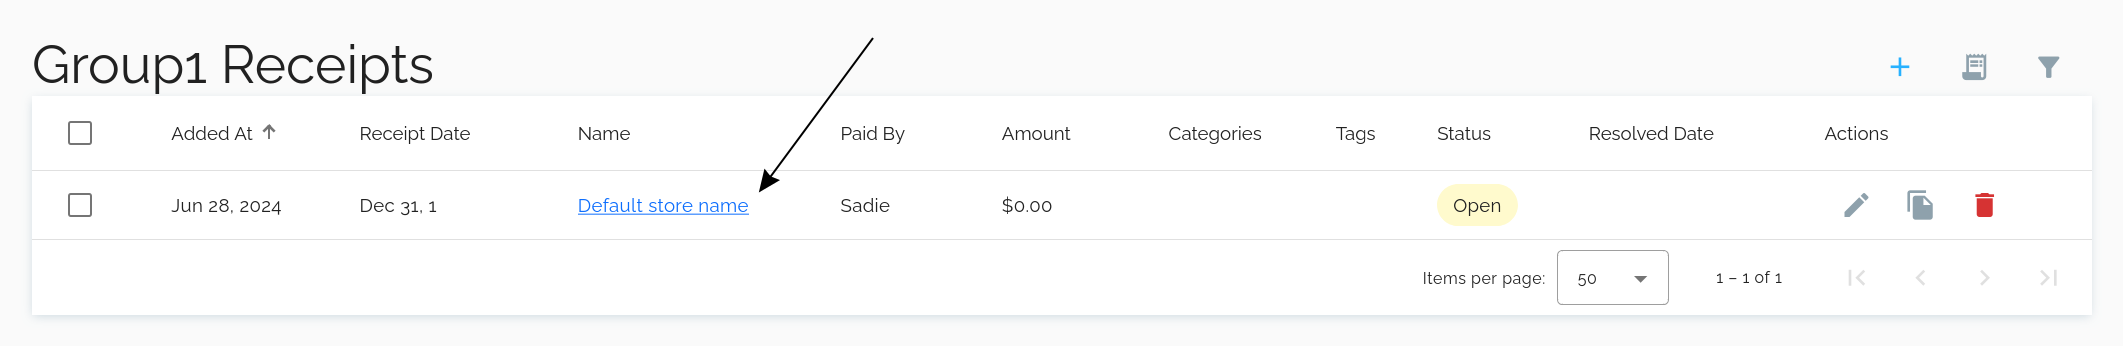 Group1 Receipts
Added At Receipt Date Name Paid By Amount Categories Tags Status Resolved Date Actions
Jun 28, 2024 Dec 31, 1 Default store name Sadie $0.00 Open
Items per page: 50 1 – 1 of 1